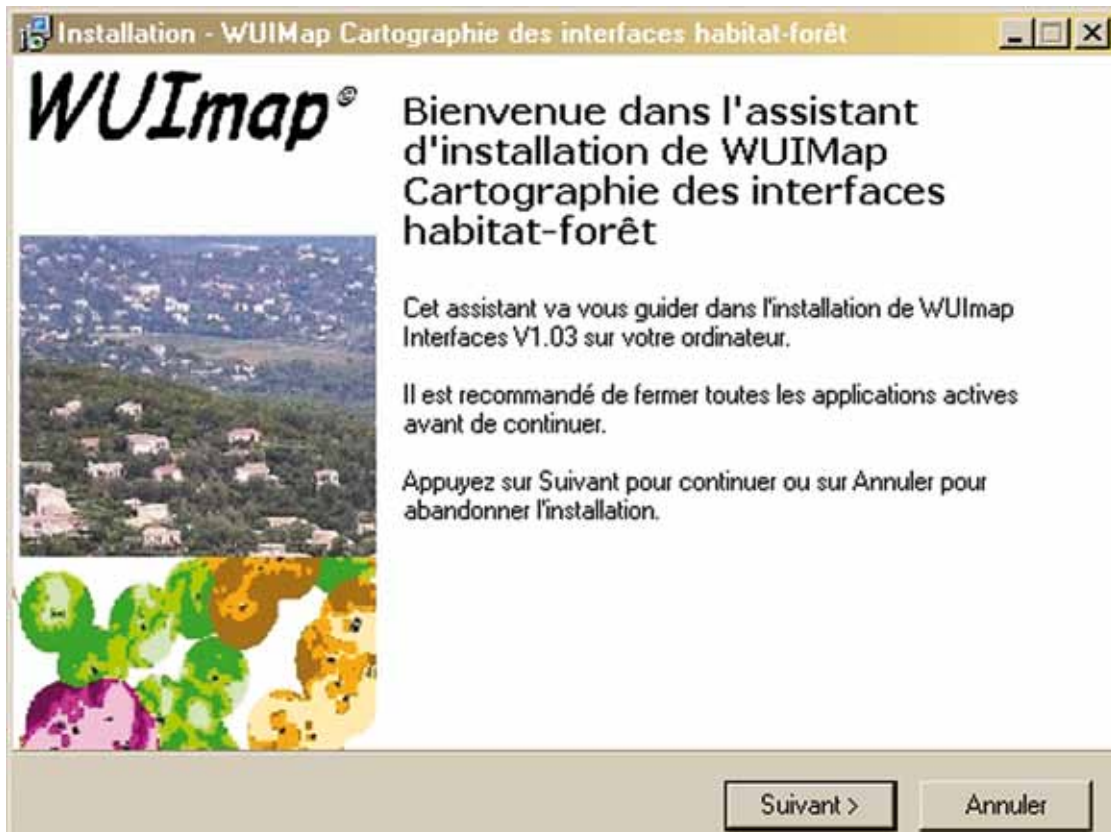 Installation - WUIMap Cartographie des interfaces habitat-forêt
WUImap©
Bienvenue dans l'assistant
d'installation de WUIMap
Cartographie des interfaces
habitat-forêt
Cet assistant va vous guider dans l'installation de WUImap
Interfaces V1.03 sur votre ordinateur.
Il est recommandé de fermer toutes les applications actives
avant de continuer.
Appuyez sur Suivant pour continuer ou sur Annuler pour
abandonner l'installation.
Suivant >
Annuler